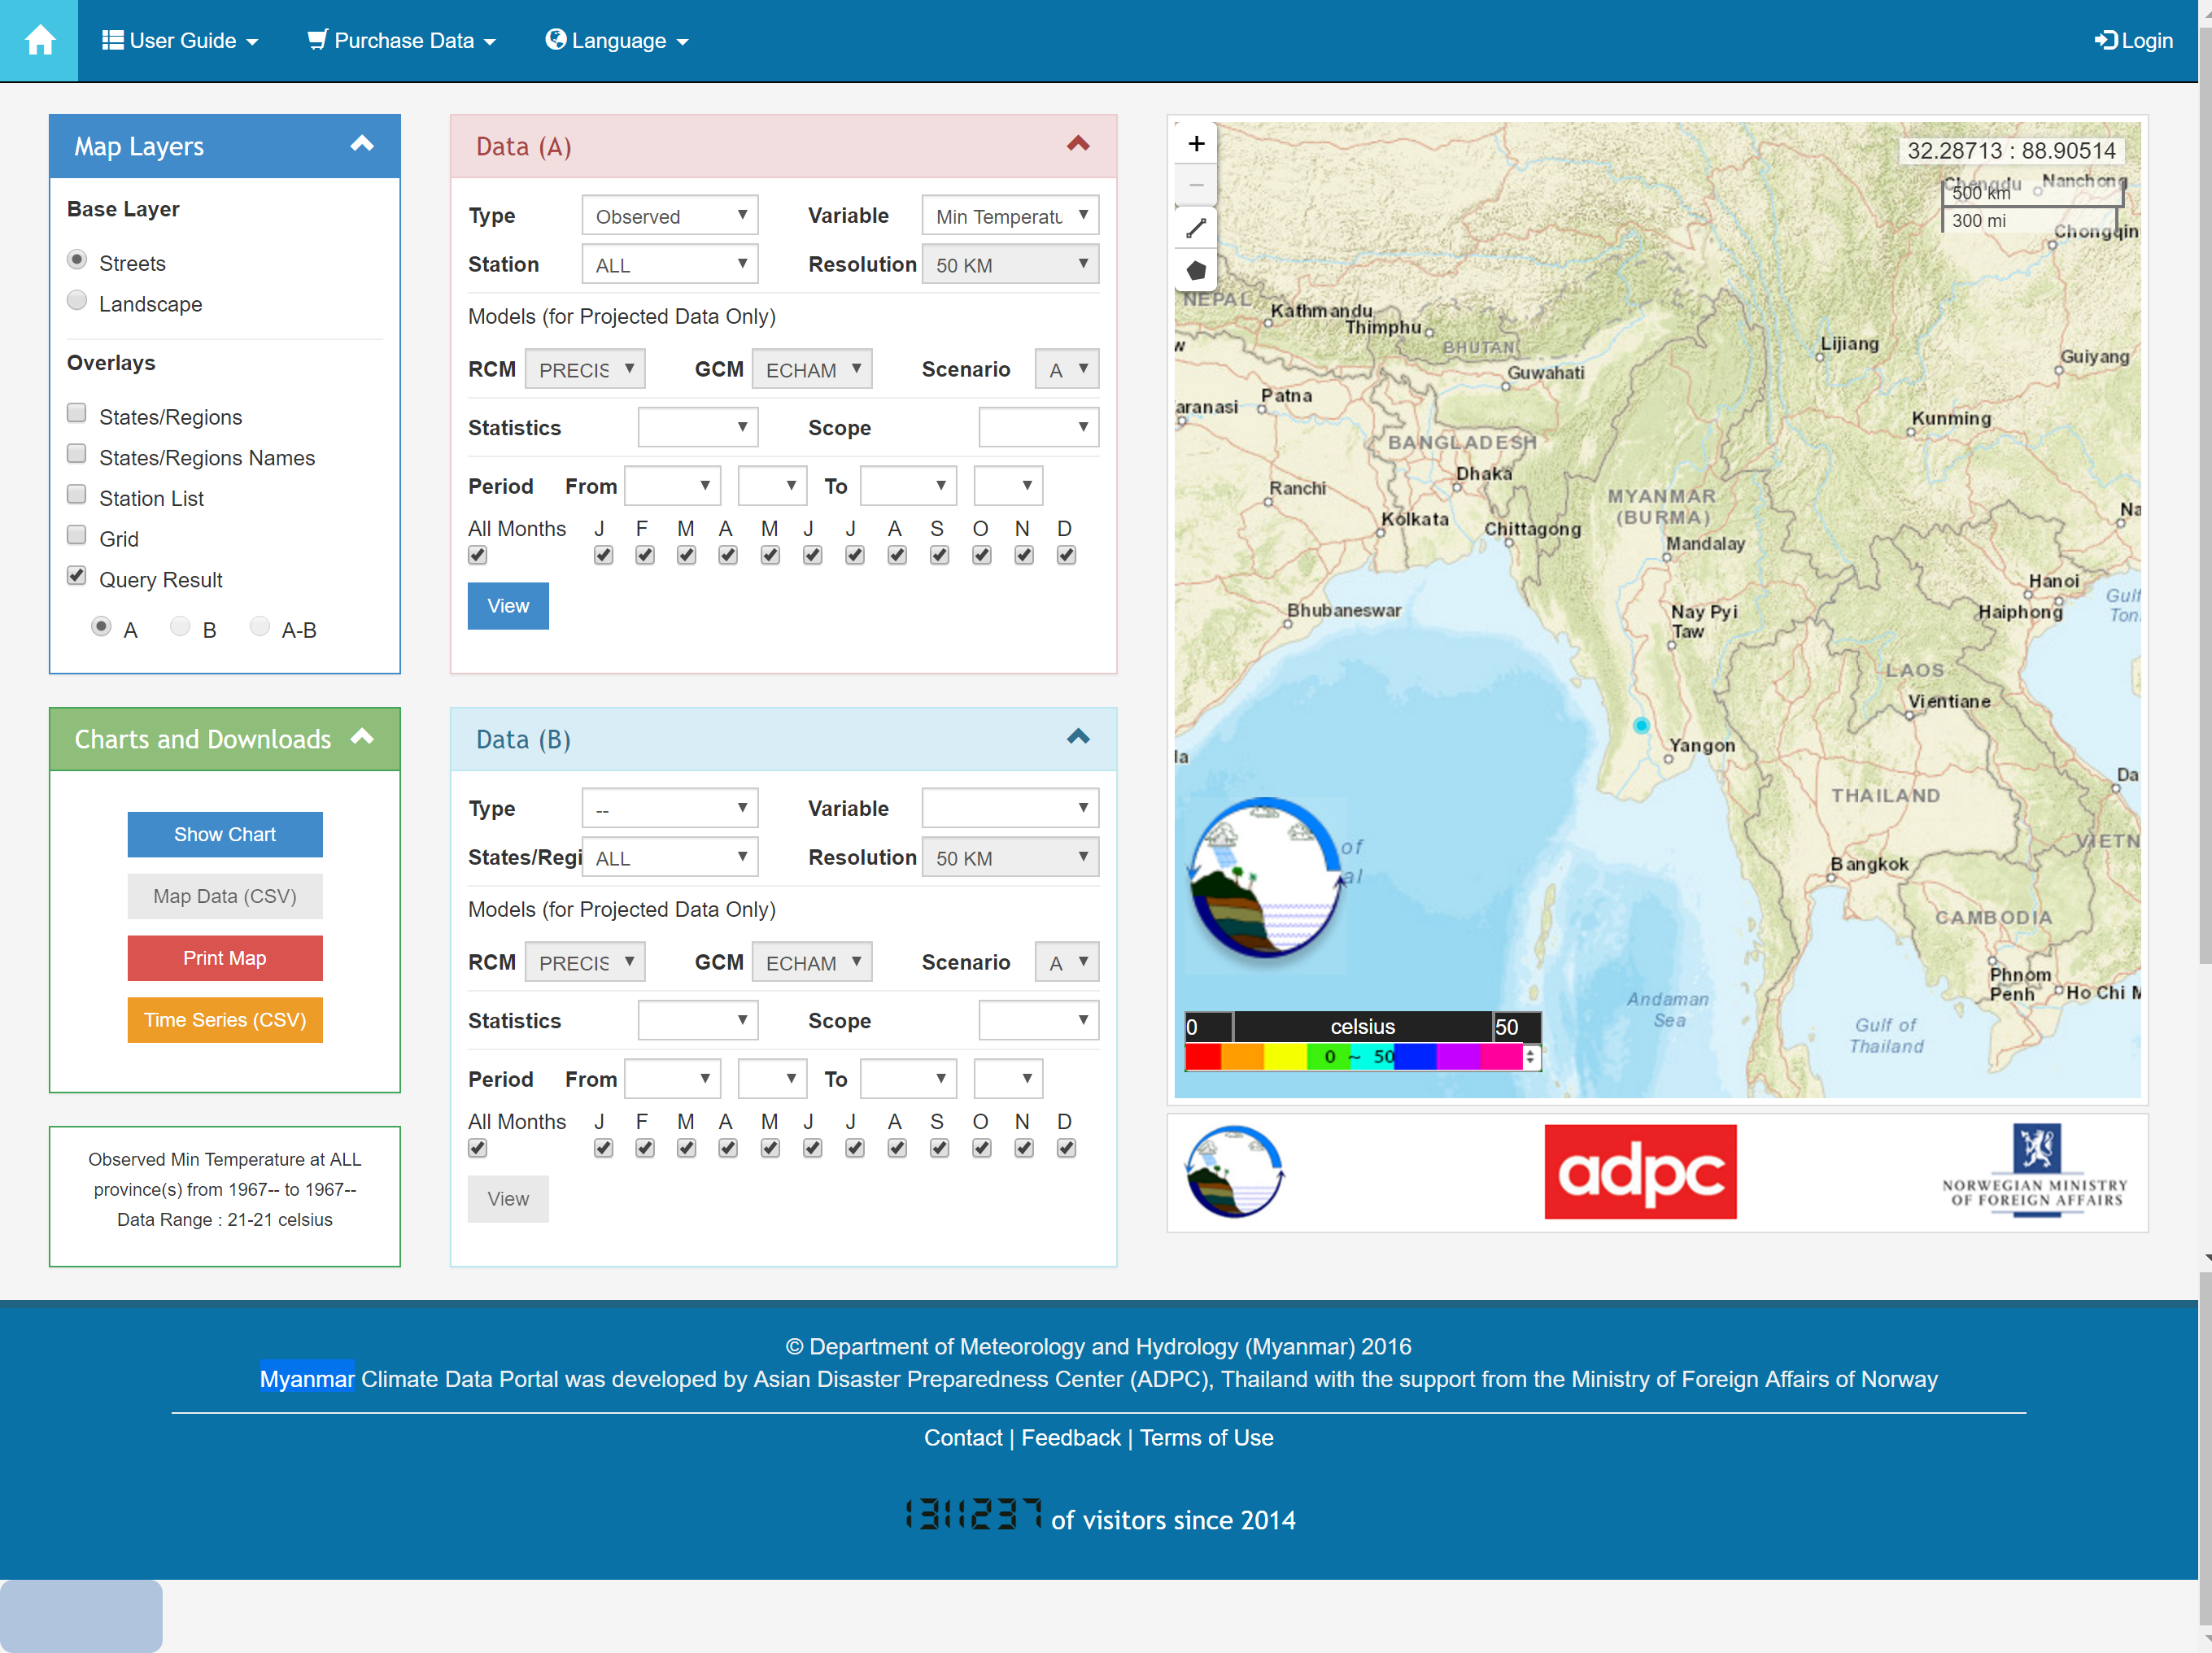 User Guide
Purchase Data
Language
Login
Map Layers
Base Layer
Streets
Landscape
Overlays
States/Regions
States/Regions Names
Station List
Grid
Query Result
A B A-B
Charts and Downloads
Show Chart
Map Data (CSV)
Print Map
Time Series (CSV)
Observed Min Temperature at ALL
province(s) from 1967-- to 1967--
Data Range : 21-21 celsius
Data (A)
Type Observed Variable Min Temperatu
Station ALL Resolution 50 KM
Models (for Projected Data Only)
RCM PRECIS GCM ECHAM Scenario A
Statistics Scope
Period From To
All Months J F M A M J J A S O N D
View
Data (B)
Type -- Variable
States/Regi ALL Resolution 50 KM
Models (for Projected Data Only)
RCM PRECIS GCM ECHAM Scenario A
Statistics Scope
Period From To
All Months J F M A M J J A S O N D
View
+
−
32.28713 : 88.90514
Chengdu
Nanchong
500 km
300 mi
Chongqin
NEPAL
Kathmandu
Thimphu
BHUTAN
Lijiang
Guiyang
Guwahati
Patna
aranasi
Kunming
BANGLADESH
Dhaka
Ranchi
MYANMAR
(BURMA)
Na
Kolkata
Chittagong
Mandalay
Hanoi
Gulf
Ton
Haiphong
Bhubaneswar
Nay Pyi
Taw
LAOS
Vientiane
Yangon
la
Da
THAILAND
VIETN
of
al
Bangkok
CAMBODIA
Phnom
Penh
Ho Chi M
Andaman
Sea
Gulf of
Thailand
0 celsius 50
0 ~ 50
adpc
NORWEGIAN MINISTRY
OF FOREIGN AFFAIRS
© Department of Meteorology and Hydrology (Myanmar) 2016
Myanmar Climate Data Portal was developed by Asian Disaster Preparedness Center (ADPC), Thailand with the support from the Ministry of Foreign Affairs of Norway
Contact | Feedback | Terms of Use
1311237 of visitors since 2014